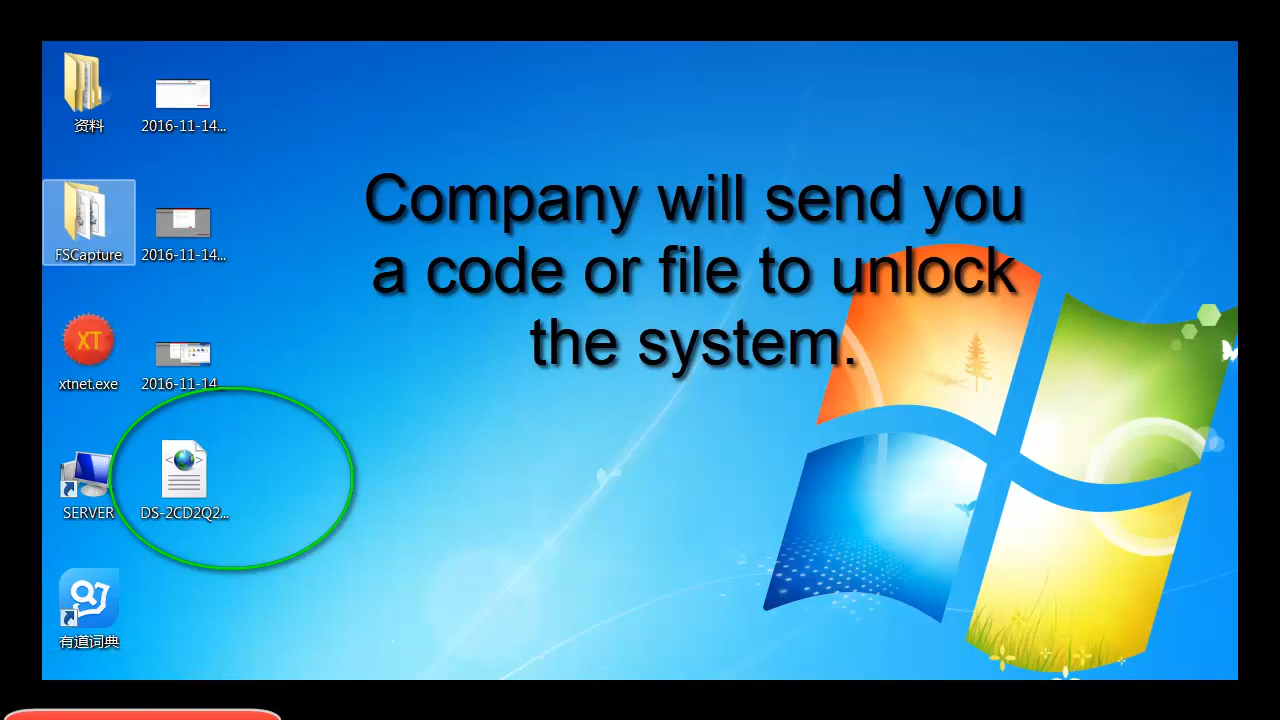 资料
2016-11-14...
Company will send you
a code or file to unlock
the system.
FSCapture
2016-11-14...
XT
xtnet.exe
2016-11-14...
SERVER
DS-2CD2Q2...
有道词典